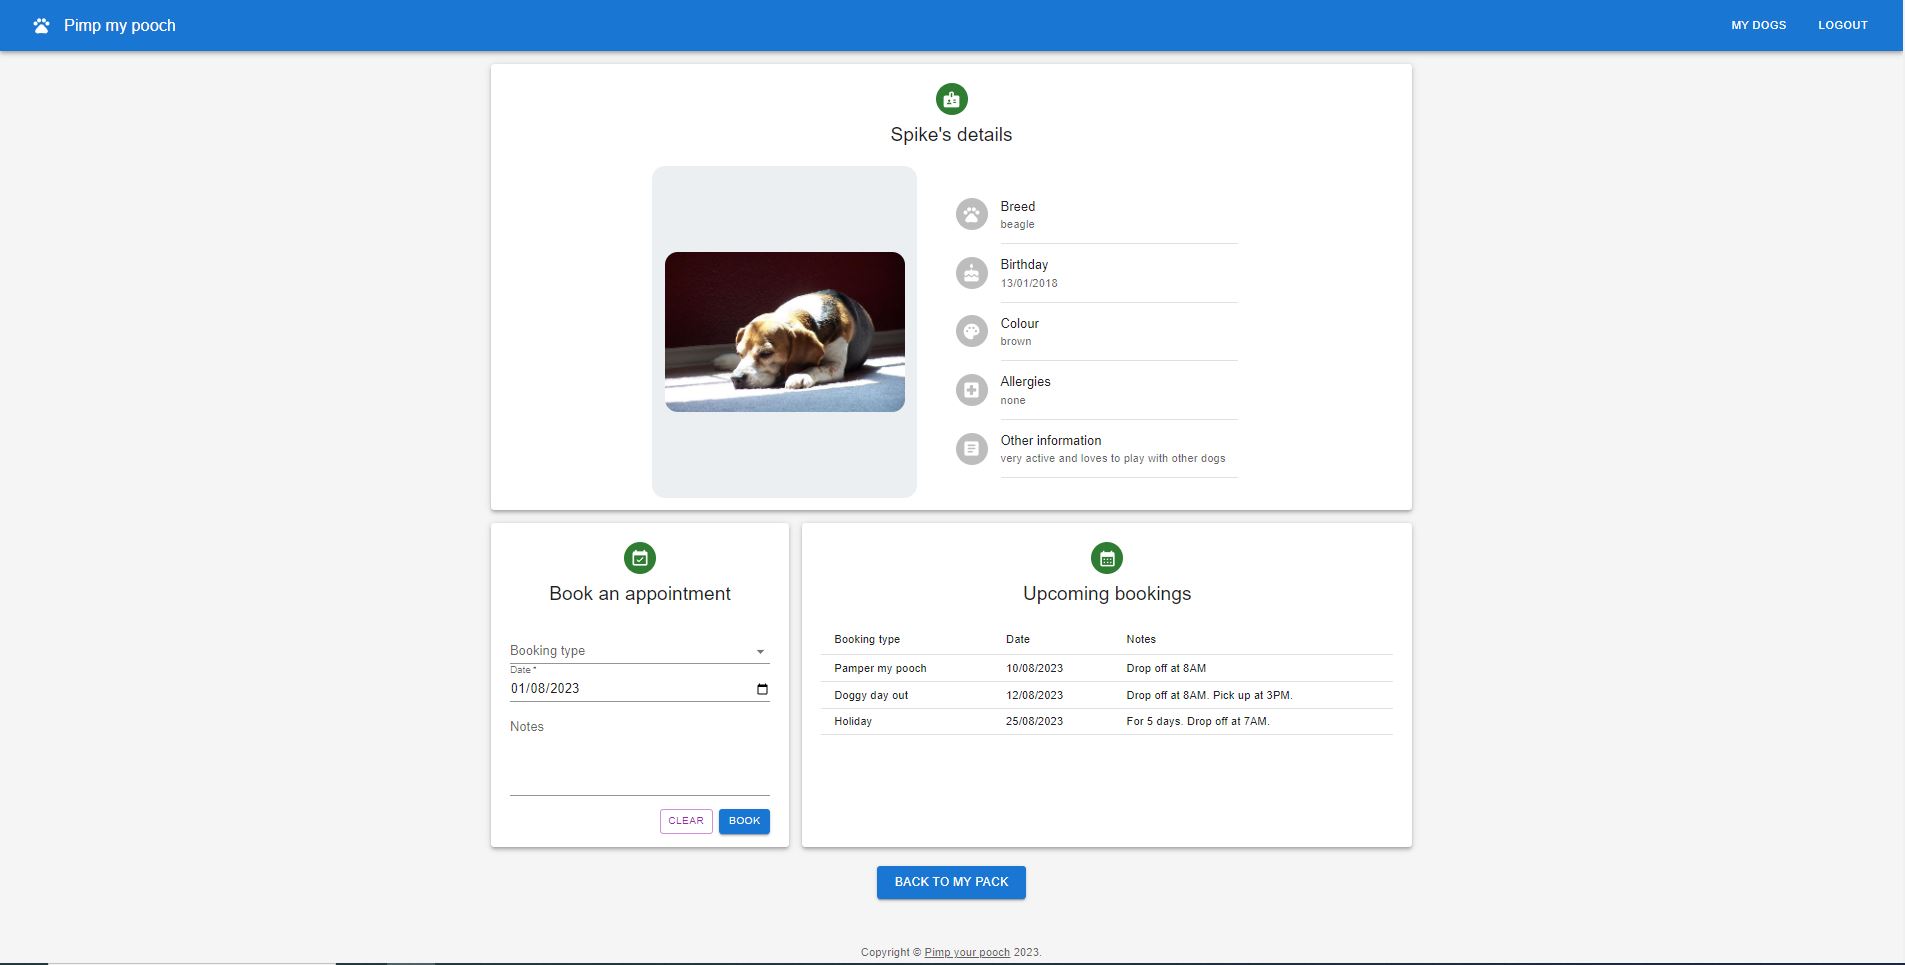 Pimp my pooch
MY DOGS
LOGOUT
Spike's details
Breed
beagle
Birthday
13/01/2018
Colour
brown
Allergies
none
Other information
very active and loves to play with other dogs
Book an appointment
Booking type
Date *
01/08/2023
Notes
CLEAR
BOOK
Upcoming bookings
Booking type Date Notes
Pamper my pooch 10/08/2023 Drop off at 8AM
Doggy day out 12/08/2023 Drop off at 8AM. Pick up at 3PM.
Holiday 25/08/2023 For 5 days. Drop off at 7AM.
BACK TO MY PACK
Copyright © Pimp your pooch 2023.